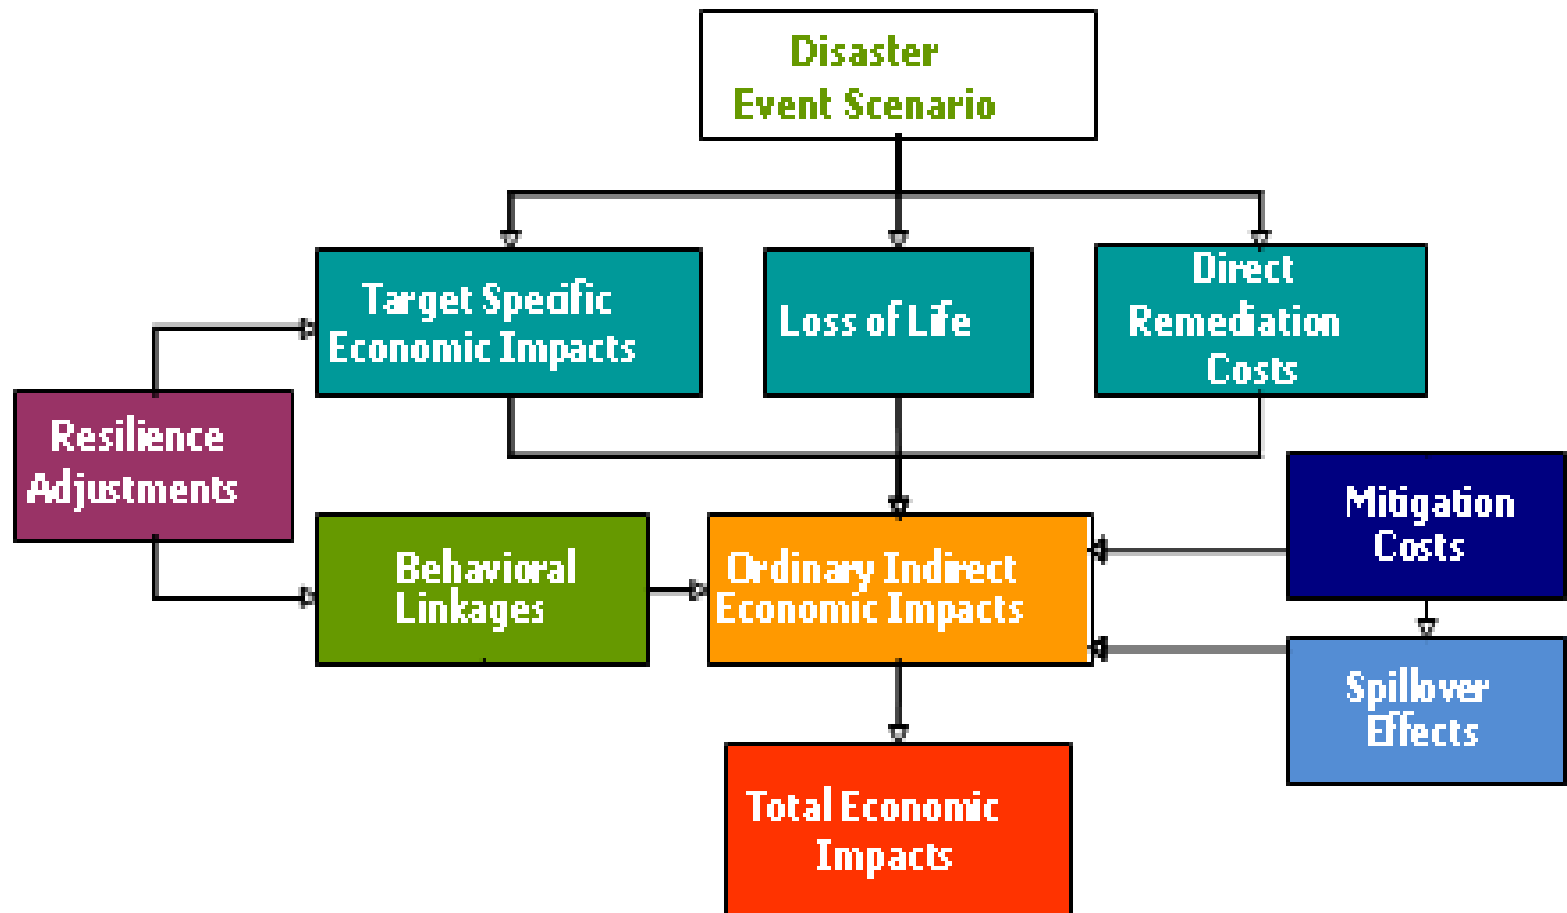 Disaster
Event Scenario
Target Specific
Economic Impacts
Loss of Life
Direct
Remediation
Costs
Resilience
Adjustments
Mitigation
Costs
Behavioral
Linkages
Ordinary Indirect
Economic Impacts
Spillover
Effects
Total Economic
Impacts